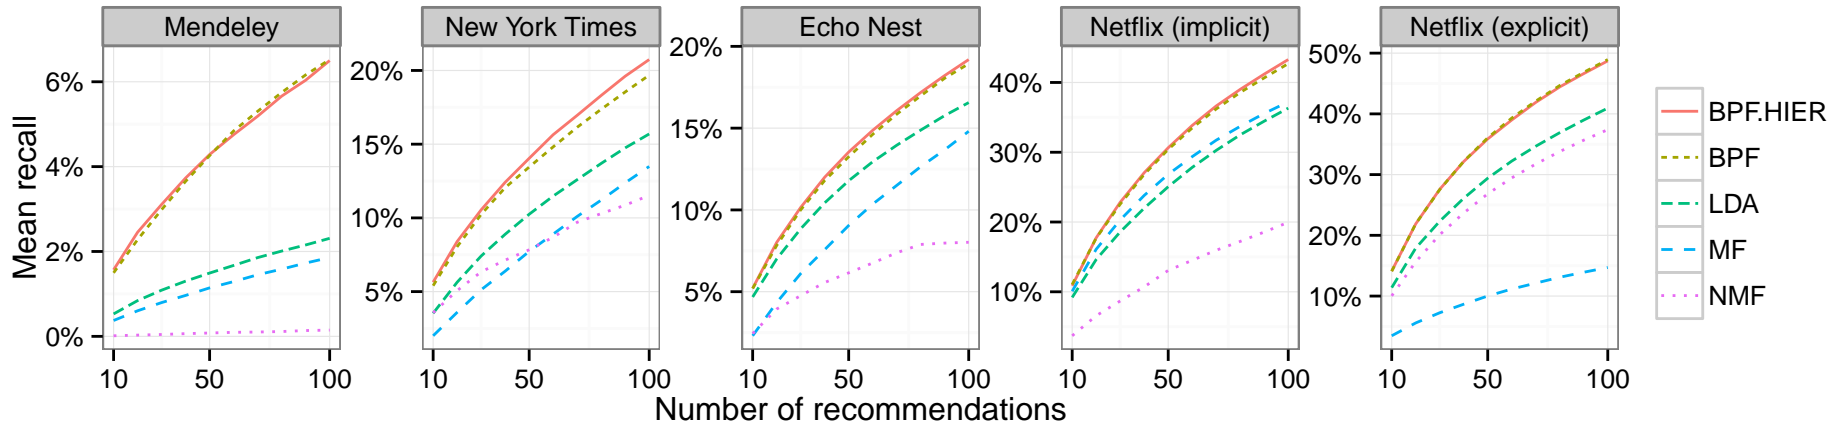 Mendeley
New York Times
Echo Nest
Netflix (implicit)
Netflix (explicit)
Mean recall
6%
4%
2%
0%
20%
15%
10%
5%
20%
15%
10%
5%
40%
30%
20%
10%
50%
40%
30%
20%
10%
10 50 100
10 50 100
10 50 100
10 50 100
10 50 100
Number of recommendations
BPF.HIER
BPF
LDA
MF
NMF